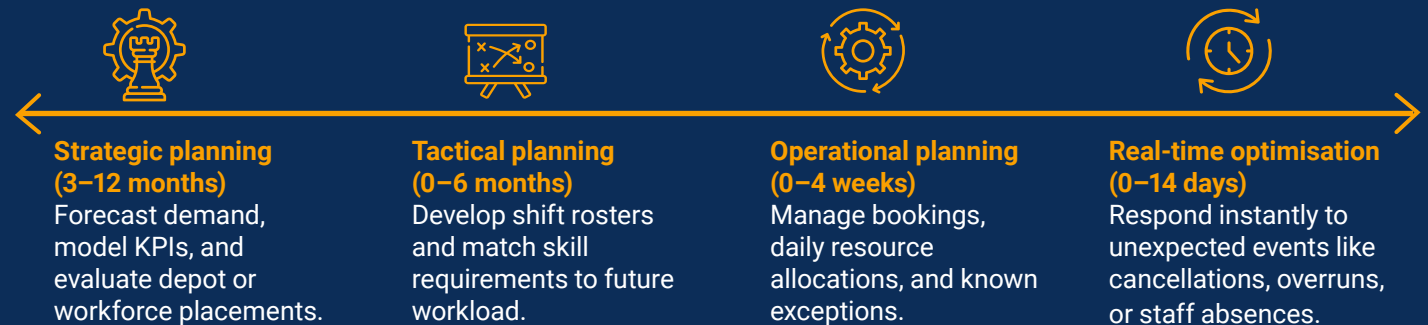 Strategic planning
(3–12 months)
Forecast demand,
model KPIs, and
evaluate depot or
workforce placements.
Tactical planning
(0–6 months)
Develop shift rosters
and match skill
requirements to future
workload.
Operational planning
(0–4 weeks)
Manage bookings,
daily resource
allocations, and known
exceptions.
Real-time optimisation
(0–14 days)
Respond instantly to
unexpected events like
cancellations, overruns,
or staff absences.